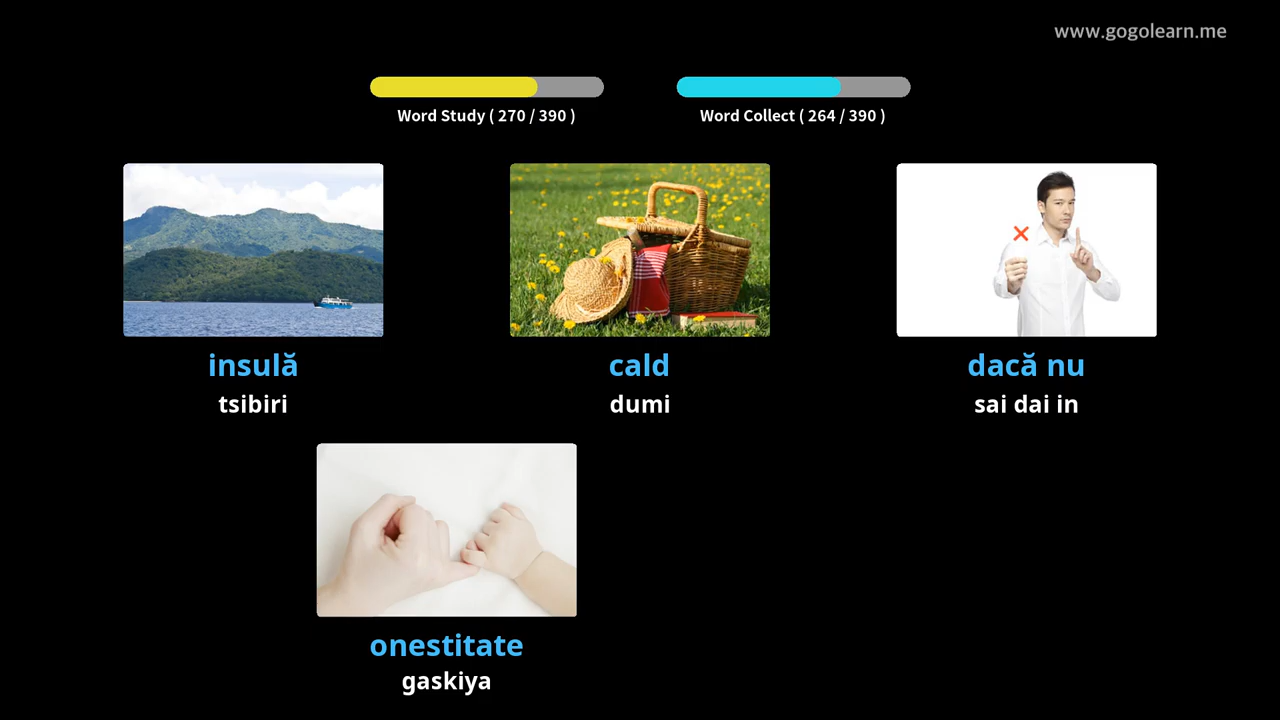 www.gogolearn.me
Word Study ( 270 / 390 )
Word Collect ( 264 / 390 )
insulă
tsibiri
cald
dumi
dacă nu
sai dai in
onestitate
gaskiya